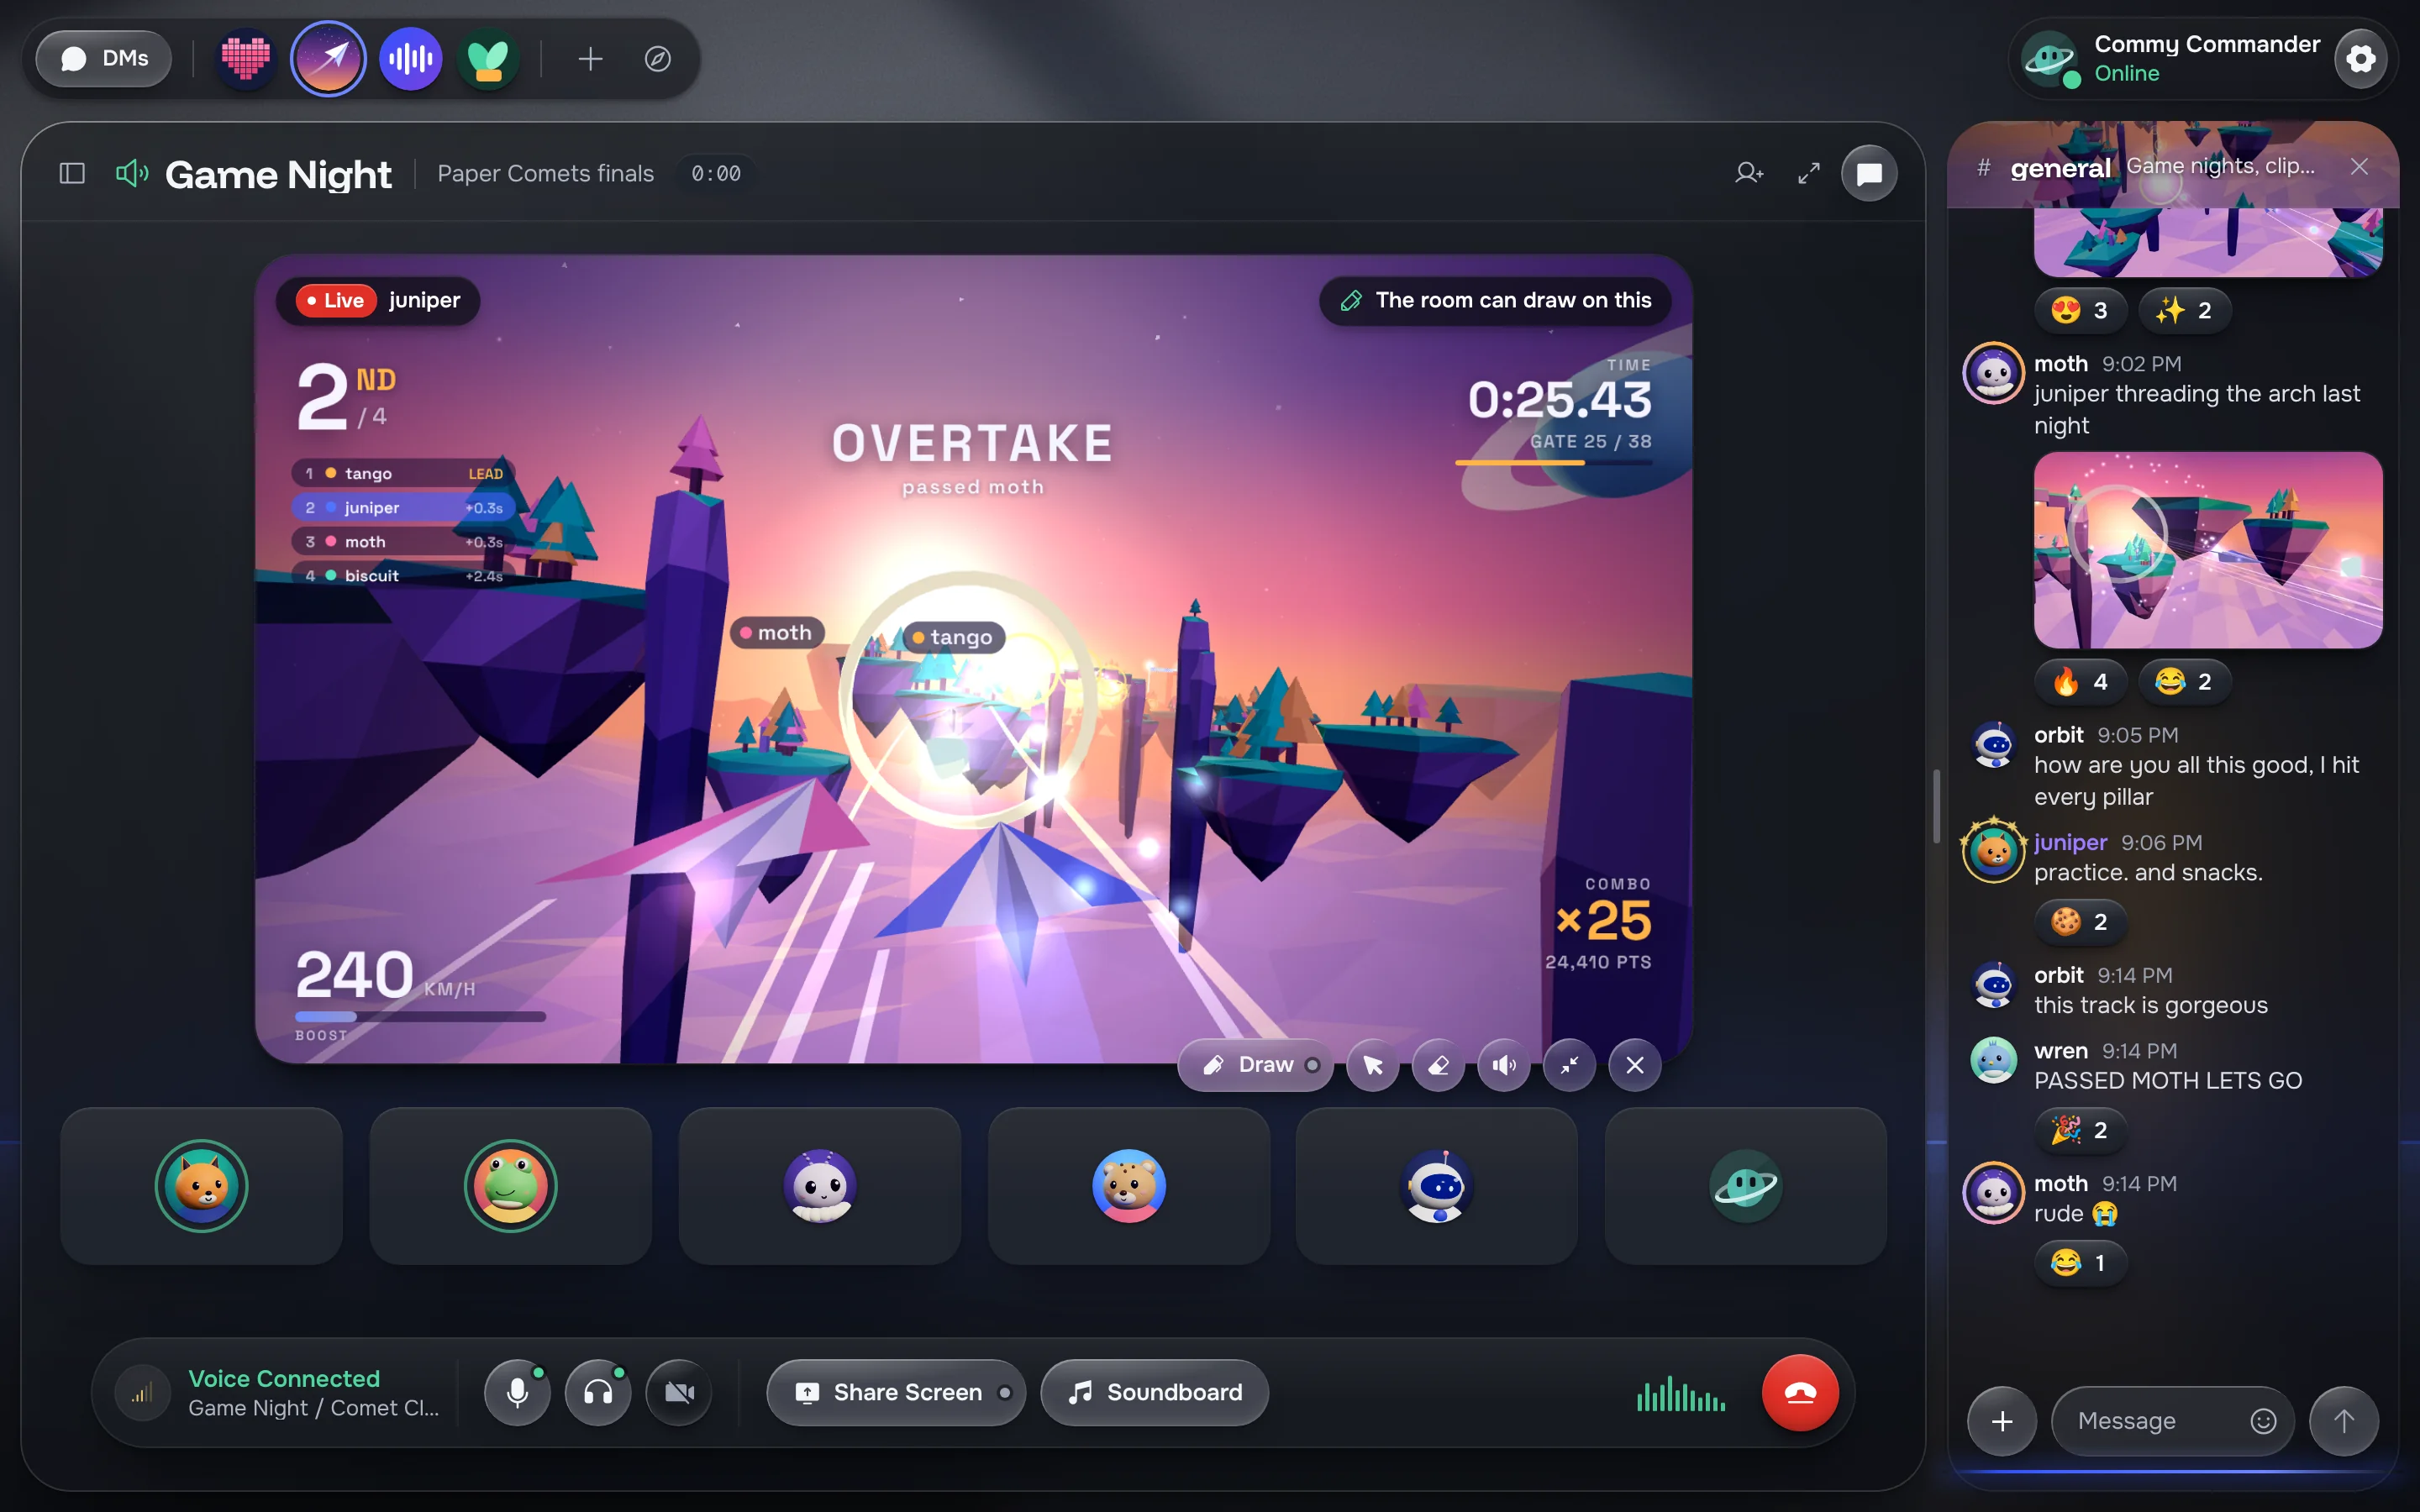 DMs
Commy Commander
Online
Game Night
Paper Comets finals
0:00
Live
juniper
The room can draw on this
2ND
/ 4
1 tango LEAD
2 juniper +0.3s
3 moth +0.3s
4 biscuit +2.4s
OVERTAKE
passed moth
TIME
0:25.43
GATE 25 / 38
moth
tango
COMBO
×25
24,410 PTS
240 KM/H
BOOST
Draw
Voice Connected
Game Night / Comet Cl...
Share Screen
Soundboard
# general
Game nights, clip...
3
2
moth 9:02 PM
juniper threading the arch last
night
4
2
orbit 9:05 PM
how are you all this good, I hit
every pillar
juniper 9:06 PM
practice. and snacks.
2
orbit 9:14 PM
this track is gorgeous
wren 9:14 PM
PASSED MOTH LETS GO
2
moth 9:14 PM
rude 😭
1
Message